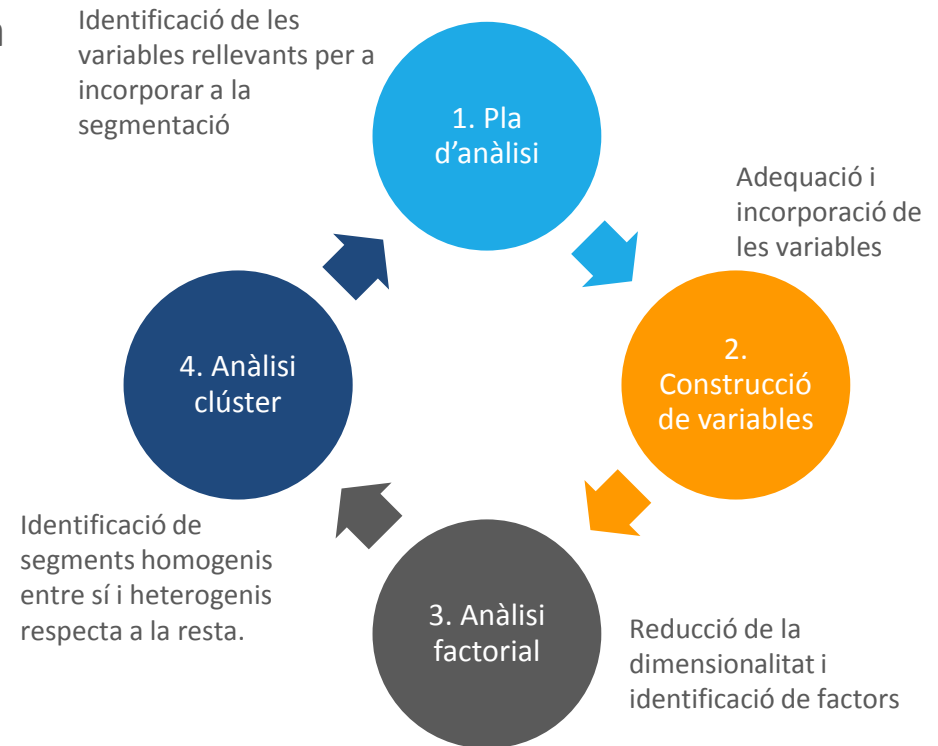 Identificació de les
variables rellevants per a
incorporar a la
segmentació
1. Pla
d’anàlisi
Adequació i
incorporació de
les variables
2.
Construcció
de variables
4. Anàlisi
clúster
Identificació de
segments homogenis
entre sí i heterogenis
respecta a la resta.
3. Anàlisi
factorial
Reducció de la
dimensionalitat i
identificació de factors